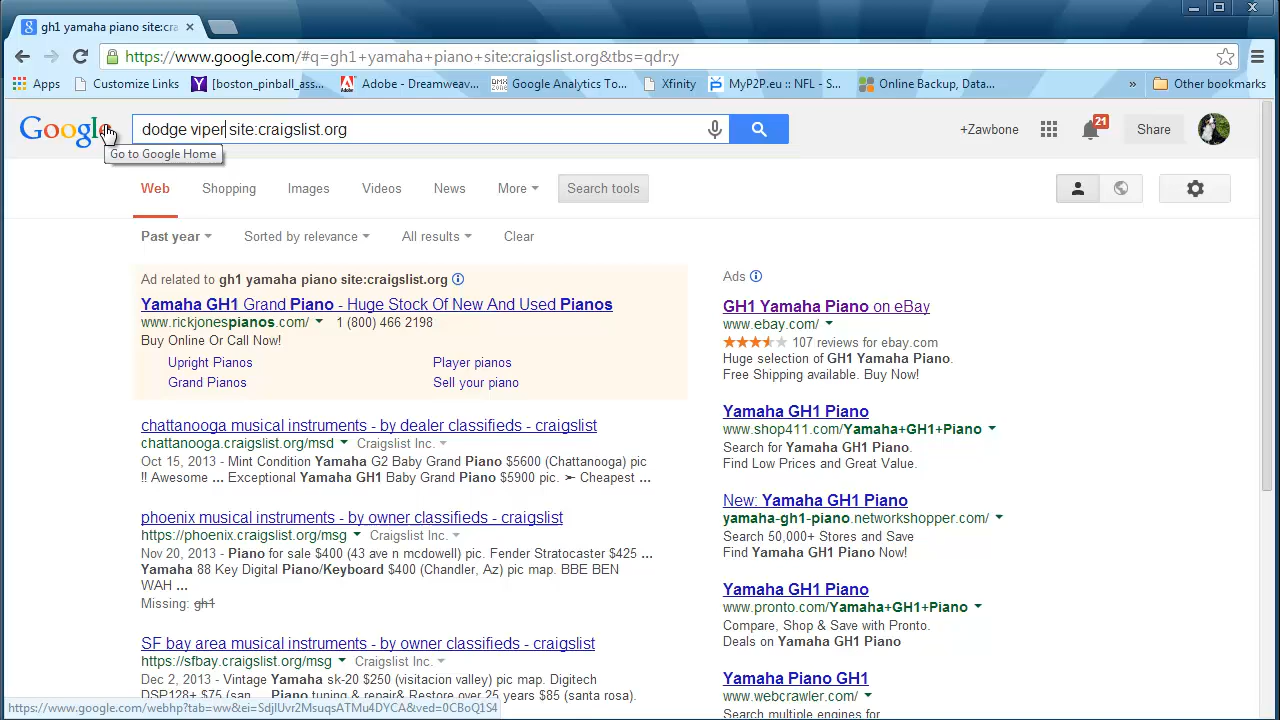 gh1 yamaha piano site:cra
https://www.google.com/#q=gh1+yamaha+piano+site:craigslist.org&tbs=qdr:y
Apps Customize Links [boston_pinball_ass... Adobe - Dreamweav... Google Analytics To... Xfinity MyP2P.eu :: NFL - S... Online Backup, Data... » Other bookmarks
Google dodge viper site:craigslist.org +Zawbone 21 Share
Go to Google Home
Web Shopping Images Videos News More Search tools
Past year Sorted by relevance All results Clear
Ad related to gh1 yamaha piano site:craigslist.org
Yamaha GH1 Grand Piano - Huge Stock Of New And Used Pianos
www.rickjonespianos.com/ 1 (800) 466 2198
Buy Online Or Call Now!
Upright Pianos Player pianos
Grand Pianos Sell your piano
chattanooga musical instruments - by dealer classifieds - craigslist
chattanooga.craigslist.org/msd Craigslist Inc.
Oct 15, 2013 - Mint Condition Yamaha G2 Baby Grand Piano $5600 (Chattanooga) pic
!! Awesome ... Exceptional Yamaha GH1 Baby Grand Piano $5900 pic. ➣ Cheapest ...
phoenix musical instruments - by owner classifieds - craigslist
https://phoenix.craigslist.org/msg Craigslist Inc.
Nov 20, 2013 - Piano for sale $400 (43 ave n mcdowell) pic. Fender Stratocaster $425 ...
Yamaha 88 Key Digital Piano/Keyboard $400 (Chandler, Az) pic map. BBE BEN
WAH ...
Missing: gh1
SF bay area musical instruments - by owner classifieds - craigslist
https://sfbay.craigslist.org/msg Craigslist Inc.
Dec 2, 2013 - Vintage Yamaha sk-20 $250 (visitacion valley) pic map. Digitech
DSP128+ $75 (san ... Piano tuning & repair& Restore over 25 years $85 (santa rosa).
Ads
GH1 Yamaha Piano on eBay
www.ebay.com/
107 reviews for ebay.com
Huge selection of GH1 Yamaha Piano.
Free Shipping available. Buy Now!
Yamaha GH1 Piano
www.shop411.com/Yamaha+GH1+Piano
Search for Yamaha GH1 Piano.
Find Low Prices and Great Value.
New: Yamaha GH1 Piano
yamaha-gh1-piano.networkshopper.com/
Search 50,000+ Stores and Save
Find Yamaha GH1 Piano Now!
Yamaha GH1 Piano
www.pronto.com/Yamaha+GH1+Piano
Compare, Shop & Save with Pronto.
Deals on Yamaha GH1 Piano
Yamaha Piano GH1
www.webcrawler.com/
Search multiple engines for
https://www.google.com/webhp?tab=ww&ei=SdjlUvr2MsuqsATMu4DYCA&ved=0CBoQ1S4